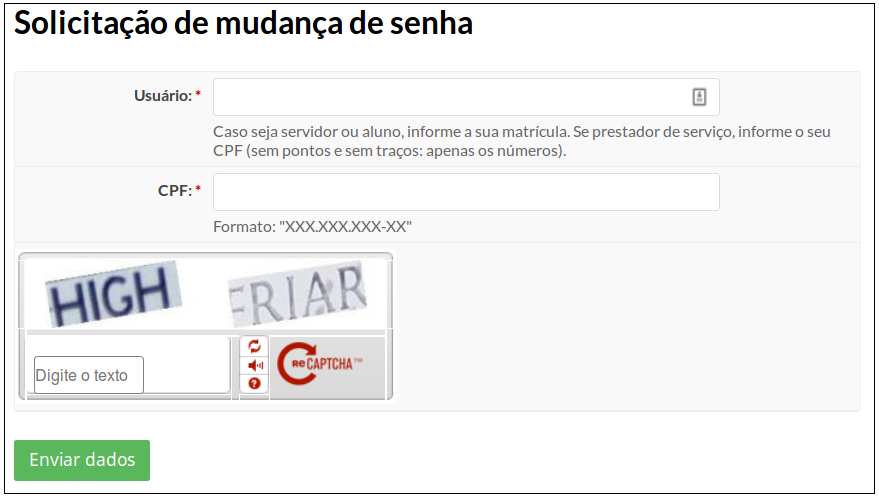 Solicitação de mudança de senha
Usuário: *
Caso seja servidor ou aluno, informe a sua matrícula. Se prestador de serviço, informe o seu
CPF (sem pontos e sem traços: apenas os números).
CPF: *
Formato: "XXX.XXX.XXX-XX"
HIGH FRIAR
Digite o texto
?
reCAPTCHA™
Enviar dados